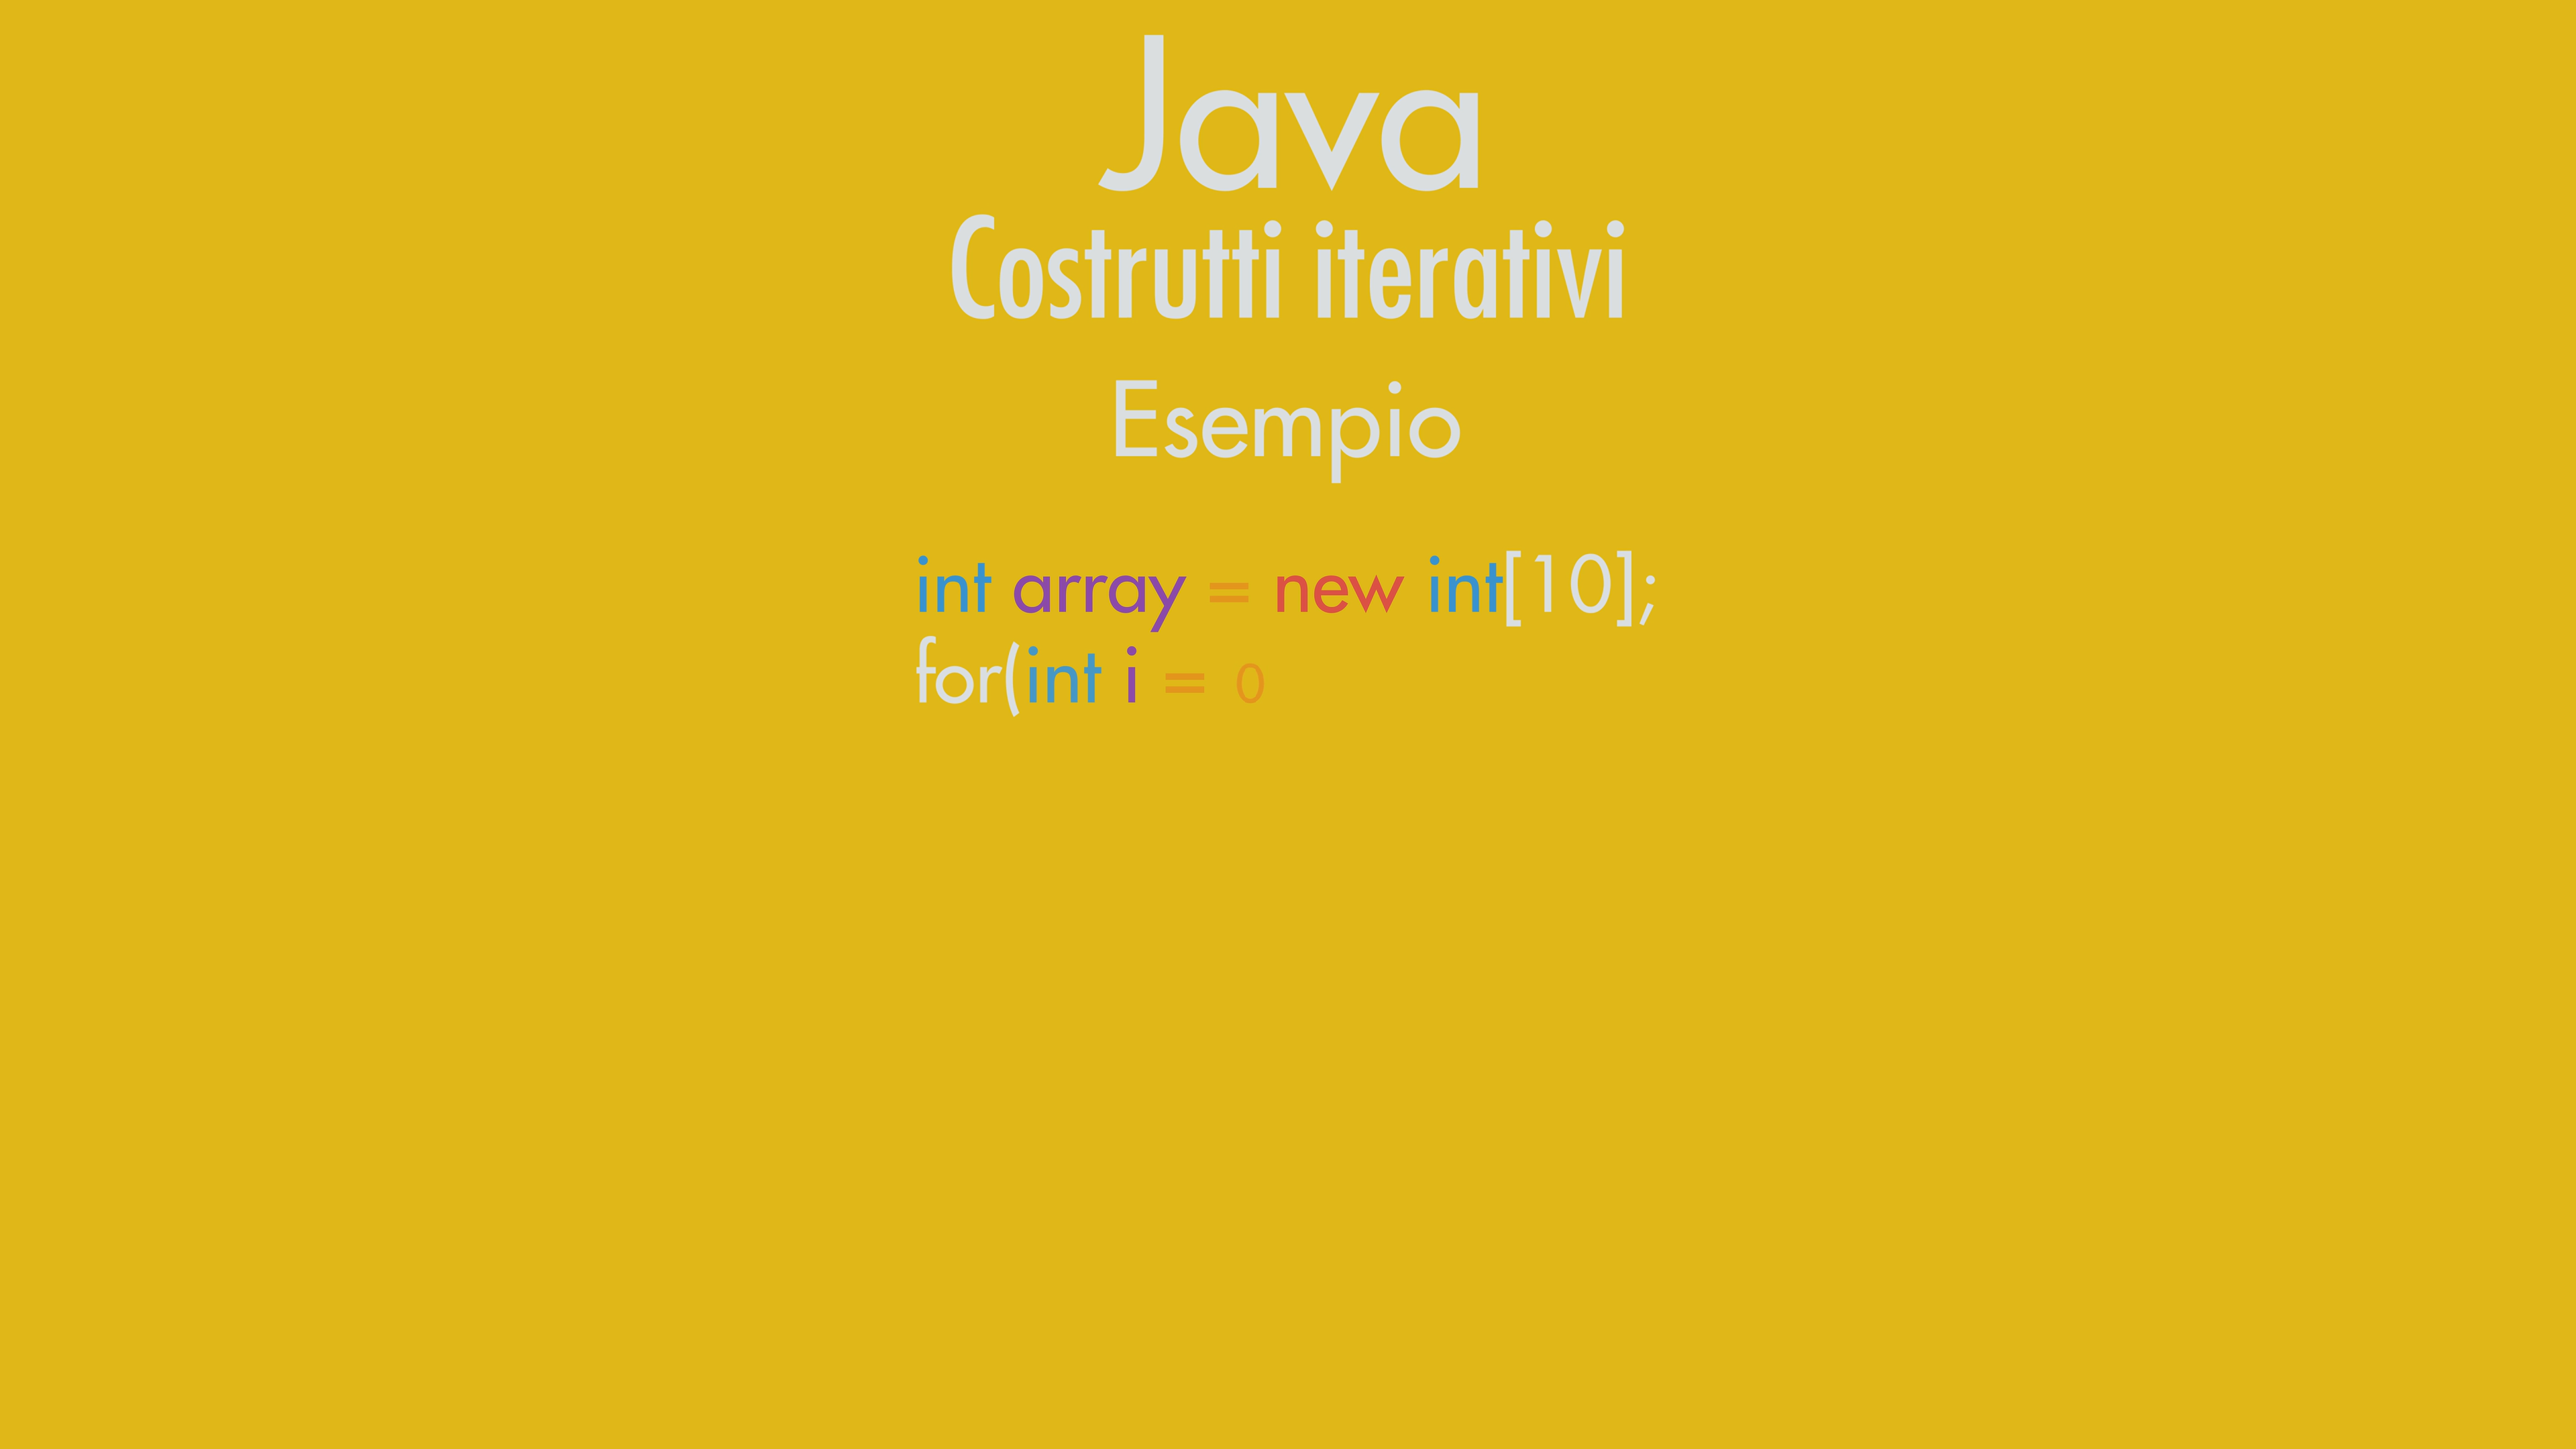 Java
Costrutti iterativi
Esempio
int array = new int[10];
for(int i = 0